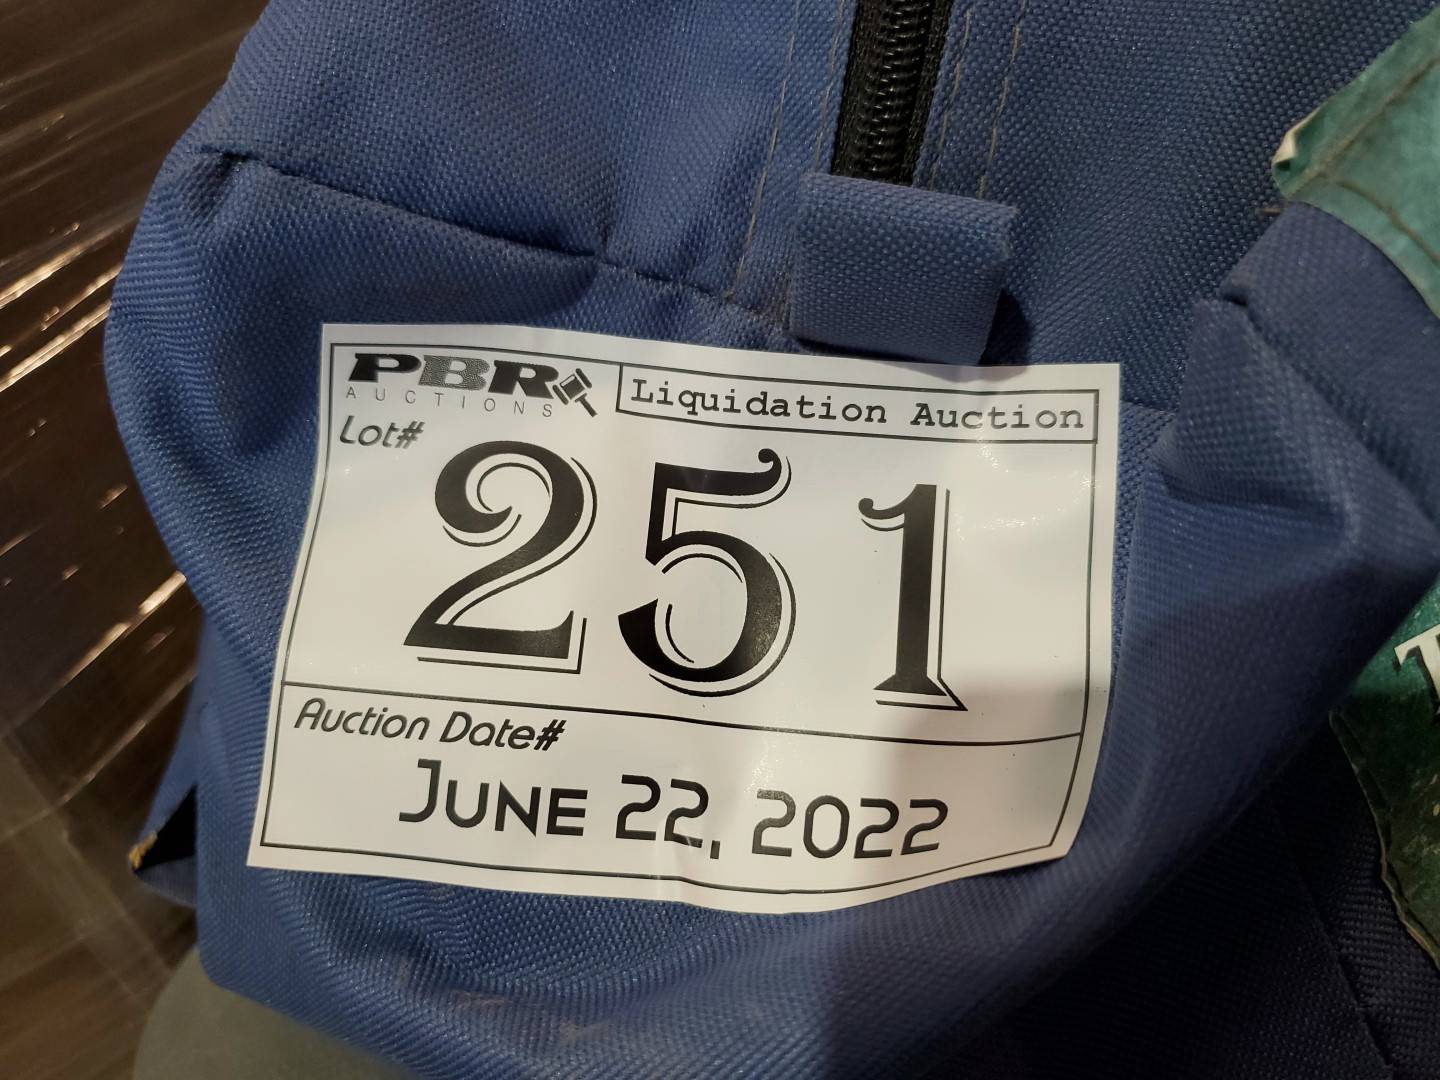 PBR
AUCTIONS
Liquidation Auction
Lot#
251
Auction Date#
June 22, 2022